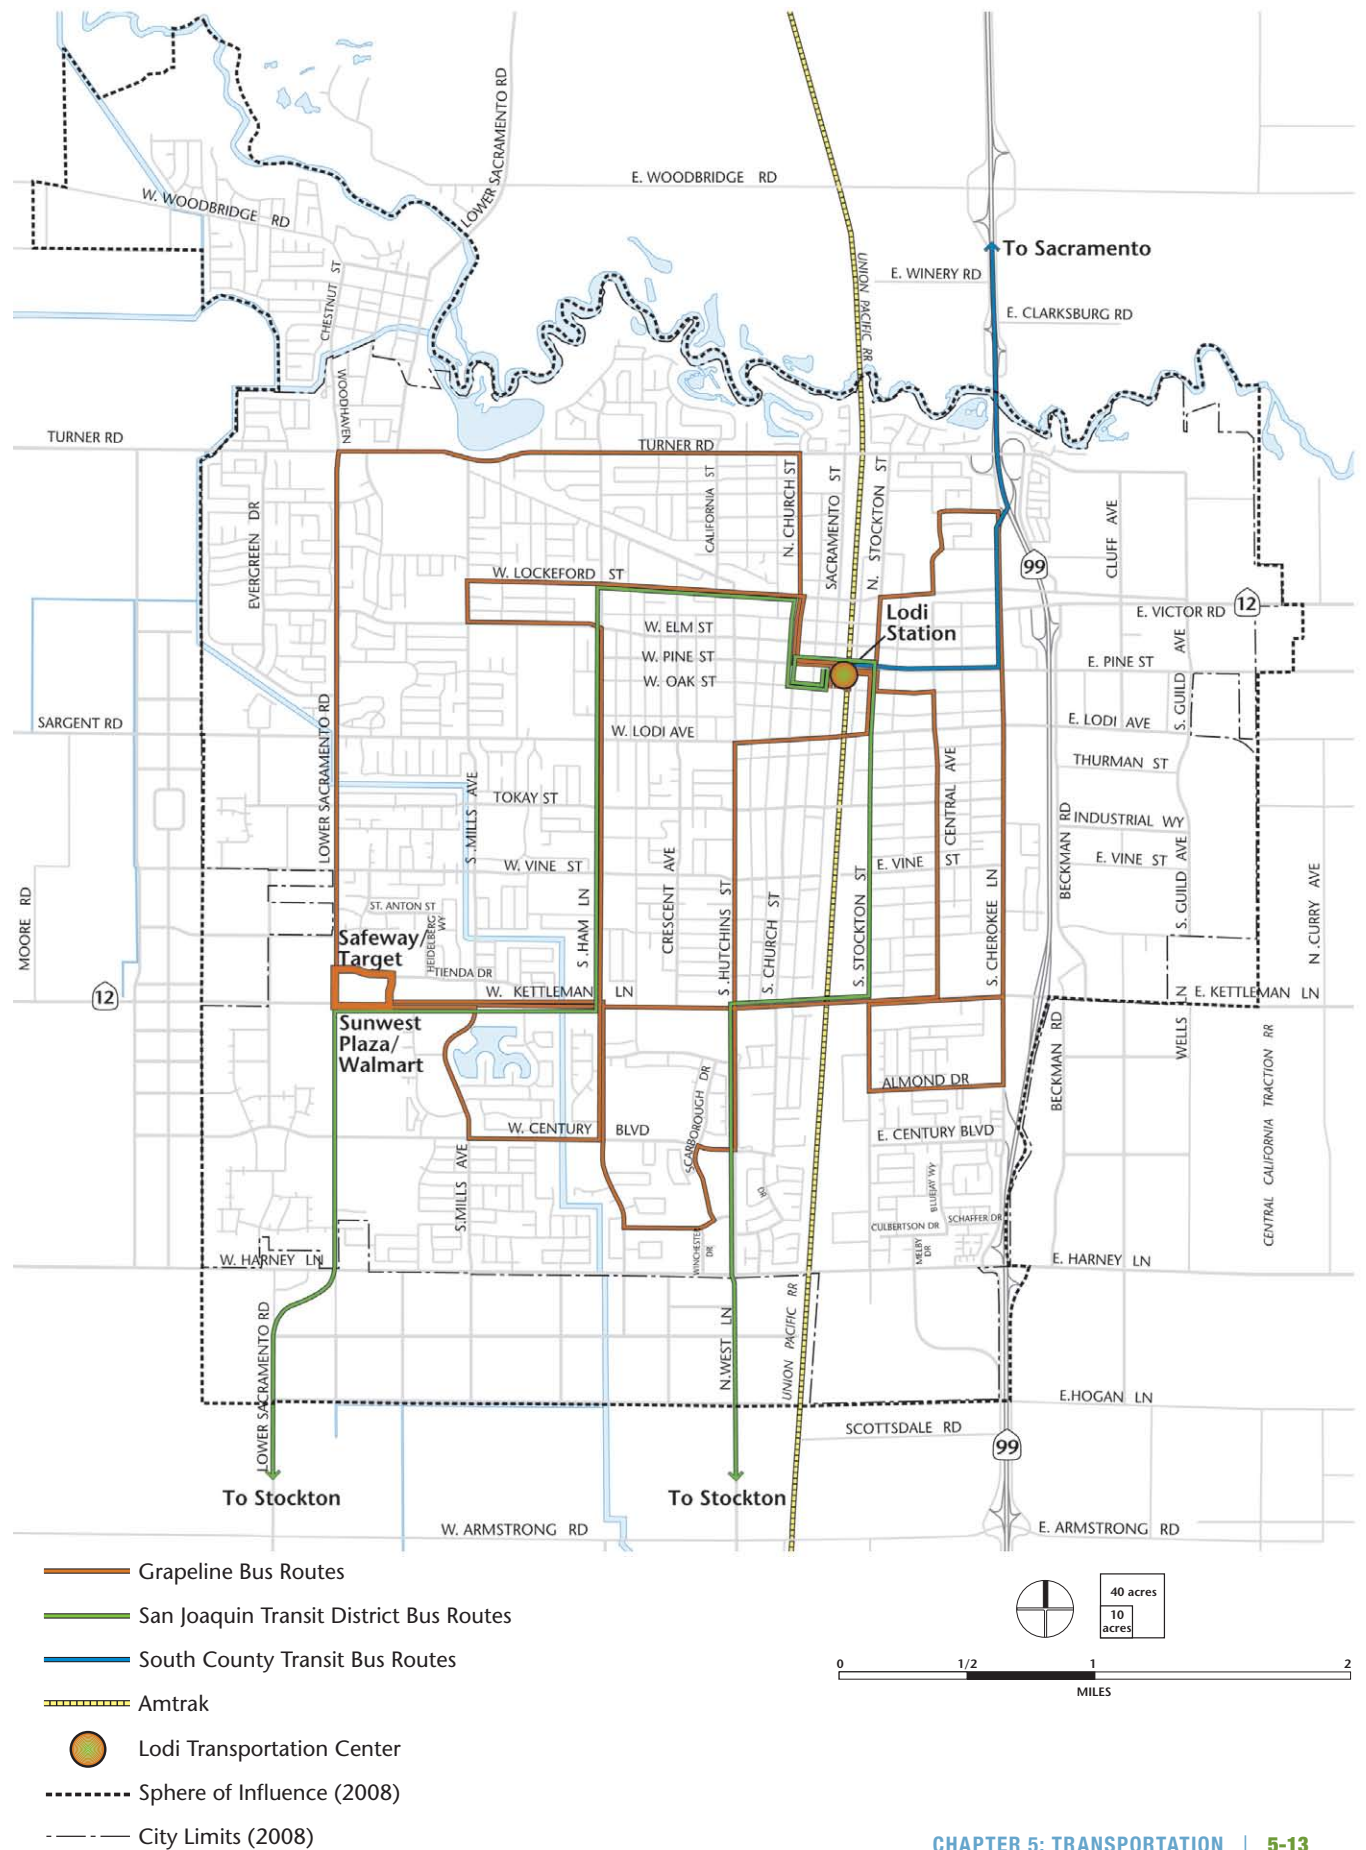 LOWER SACRAMENTO RD
E. WOODBRIDGE RD
W. WOODBRIDGE RD
To Sacramento
UNION PACIFIC RR
E. WINERY RD
E. CLARKSBURG RD
CHESTNUT ST
WOODHAVEN
TURNER RD
TURNER RD
CALIFORNIA ST
N. CHURCH ST
SACRAMENTO ST
N. STOCKTON ST
EVERGREEN DR
CLUFF AVE
99
W. LOCKEFORD ST
12
E. VICTOR RD
Lodi
Station
W. ELM ST
W. PINE ST
W. OAK ST
E. PINE ST
S. GUILD AVE
SARGENT RD
LOWER SACRAMENTO RD
W. LODI AVE
E. LODI AVE
THURMAN ST
S .MILLS AVE
TOKAY ST
CENTRAL AVE
BECKMAN RD
INDUSTRIAL WY
W. VINE ST
E. VINE ST
E. VINE ST
S. GUILD AVE
MOORE RD
ST. ANTON ST
HEIDELBERG
WY
S .HAM LN
CRESCENT AVE
S .HUTCHINS ST
S. CHURCH ST
S. STOCKTON ST
S. CHEROKEE LN
N .CURRY AVE
Safeway/
Target
TIENDA DR
12
W. KETTLEMAN LN
E. KETTLEMAN LN
Sunwest
Plaza/
Walmart
BECKMAN RD
WELLS LN
CENTRAL CALIFORNIA TRACTION RR
SCARBOROUGH DR
ALMOND DR
W. CENTURY BLVD
E. CENTURY BLVD
S.MILLS AVE
DR
BLUEJAY WY
CULBERTSON DR
SCHAFFER DR
MELBY
DR
WINCHESTER
DR
W. HARNEY LN
E. HARNEY LN
LOWER SACRAMENTO RD
N.WEST LN
UNION PACIFIC RR
E.HOGAN LN
SCOTTSDALE RD
99
To Stockton
To Stockton
W. ARMSTRONG RD
E. ARMSTRONG RD
Grapeline Bus Routes
San Joaquin Transit District Bus Routes
South County Transit Bus Routes
Amtrak
Lodi Transportation Center
Sphere of Influence (2008)
City Limits (2008)
40 acres
10
acres
0 1/2 1 2
MILES
CHAPTER 5: TRANSPORTATION | 5-13